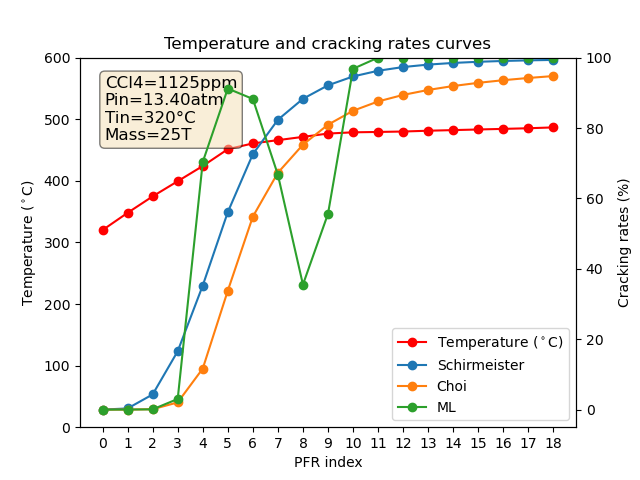 Temperature and cracking rates curves
CCl4=1125ppm
Pin=13.40atm
Tin=320°C
Mass=25T
600
500
400
300
200
100
0
Temperature (°C)
100
80
60
40
20
0
Cracking rates (%)
Temperature (°C)
Schirmeister
Choi
ML
0 1 2 3 4 5 6 7 8 9 10 11 12 13 14 15 16 17 18
PFR index